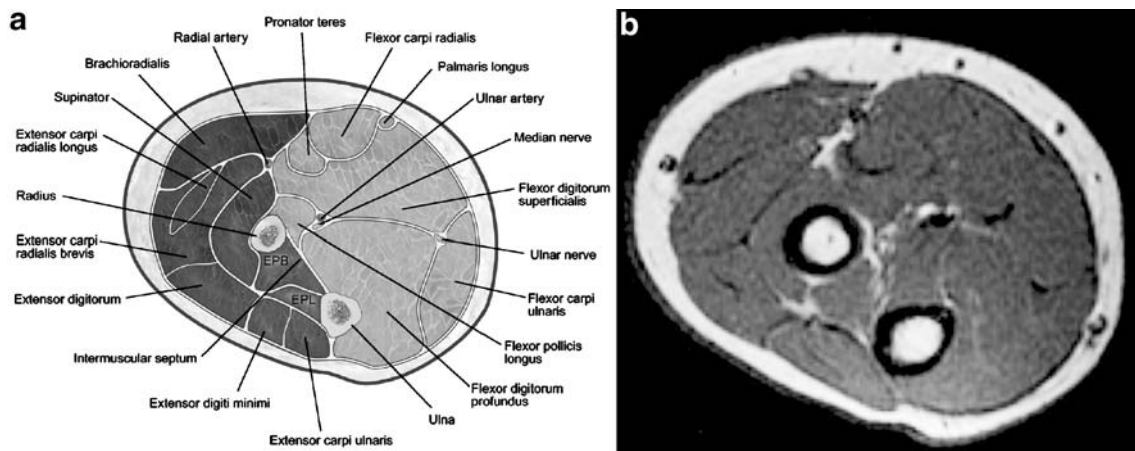 a
b
Pronator teres
Radial artery
Flexor carpi radialis
Brachioradialis
Palmaris longus
Supinator
Ulnar artery
Extensor carpi
radialis longus
Median nerve
Radius
Flexor digitorum
superficialis
Extensor carpi
radialis brevis
Ulnar nerve
EPB
Extensor digitorum
EPL
Flexor carpi
ulnaris
Intermuscular septum
Flexor pollicis
longus
Extensor digiti minimi
Flexor digitorum
profundus
Ulna
Extensor carpi ulnaris